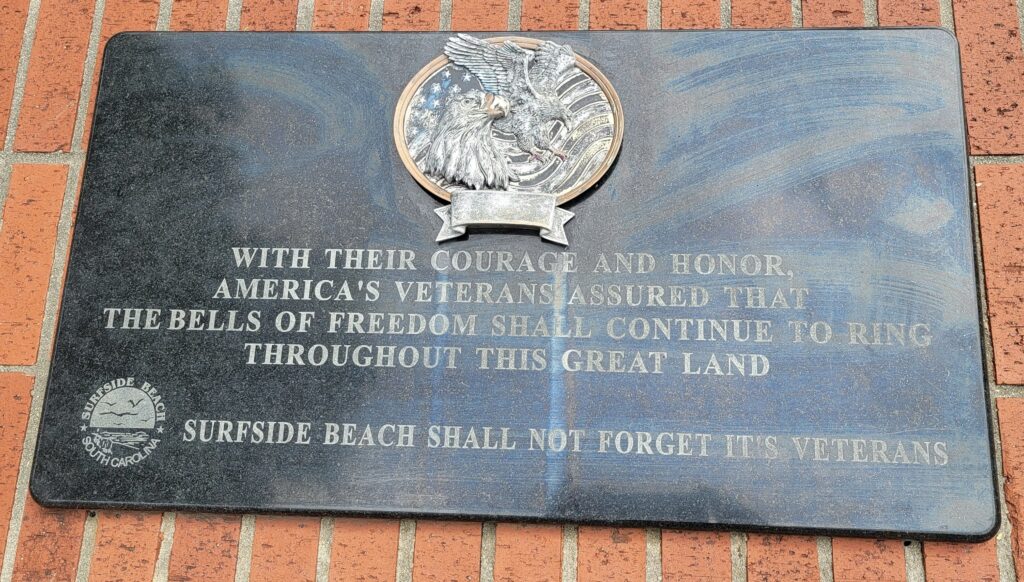 WITH THEIR COURAGE AND HONOR,
AMERICA'S VETERANS ASSURED THAT
THE BELLS OF FREEDOM SHALL CONTINUE TO RING
THROUGHOUT THIS GREAT LAND
SURFSIDE BEACH
SOUTH CAROLINA
SURFSIDE BEACH SHALL NOT FORGET IT'S VETERANS